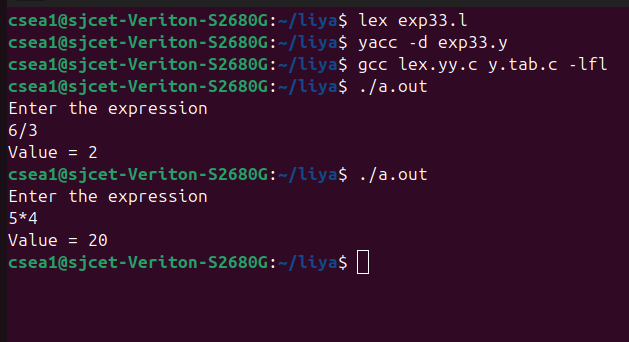 csea1@sjcet-Veriton-S2680G:~/liya$ lex exp33.l
csea1@sjcet-Veriton-S2680G:~/liya$ yacc -d exp33.y
csea1@sjcet-Veriton-S2680G:~/liya$ gcc lex.yy.c y.tab.c -lfl
csea1@sjcet-Veriton-S2680G:~/liya$ ./a.out
Enter the expression
6/3
Value = 2
csea1@sjcet-Veriton-S2680G:~/liya$ ./a.out
Enter the expression
5*4
Value = 20
csea1@sjcet-Veriton-S2680G:~/liya$